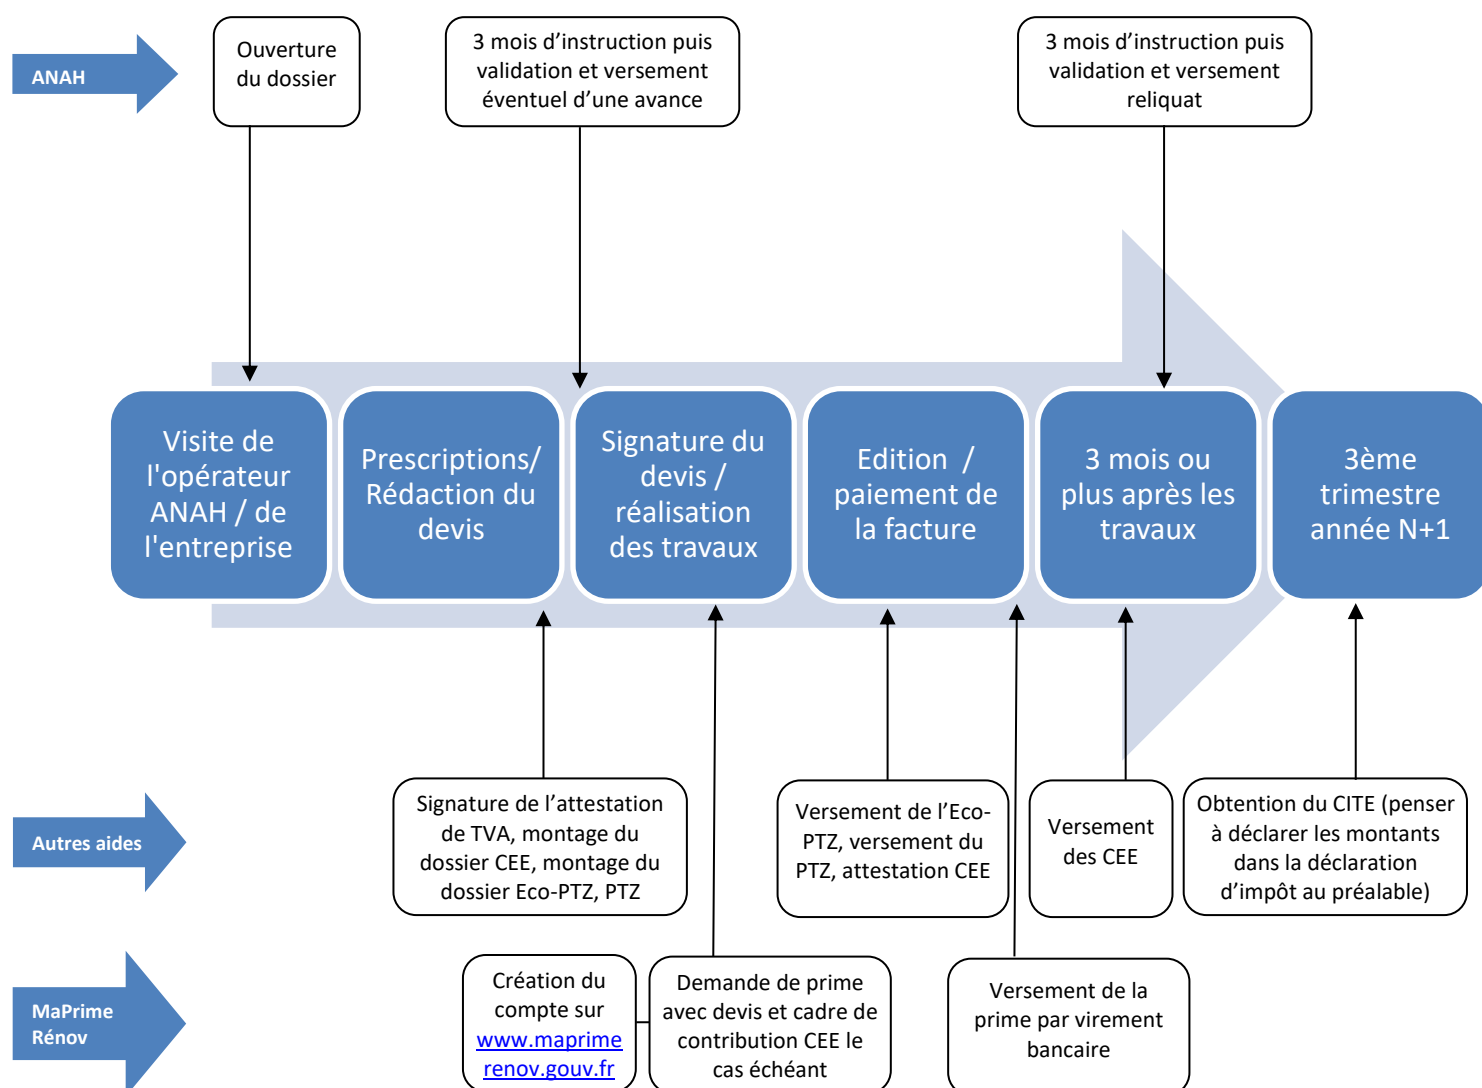 ANAH
Ouverture
du dossier
3 mois d’instruction puis
validation et versement
éventuel d’une avance
3 mois d’instruction puis
validation et versement
reliquat
Visite de
l'opérateur
ANAH / de
l'entreprise
Prescriptions/
Rédaction du
devis
Signature du
devis /
réalisation
des travaux
Edition /
paiement de
la facture
3 mois ou
plus après les
travaux
3ème
trimestre
année N+1
Autres aides
Signature de l’attestation
de TVA, montage du
dossier CEE, montage du
dossier Eco-PTZ, PTZ
Versement de l’Eco-
PTZ, versement du
PTZ, attestation CEE
Versement
des CEE
Obtention du CITE (penser
à déclarer les montants
dans la déclaration
d’impôt au préalable)
MaPrime
Rénov
Création du
compte sur
www.maprime
renov.gouv.fr
Demande de prime
avec devis et cadre de
contribution CEE le
cas échéant
Versement de la
prime par virement
bancaire